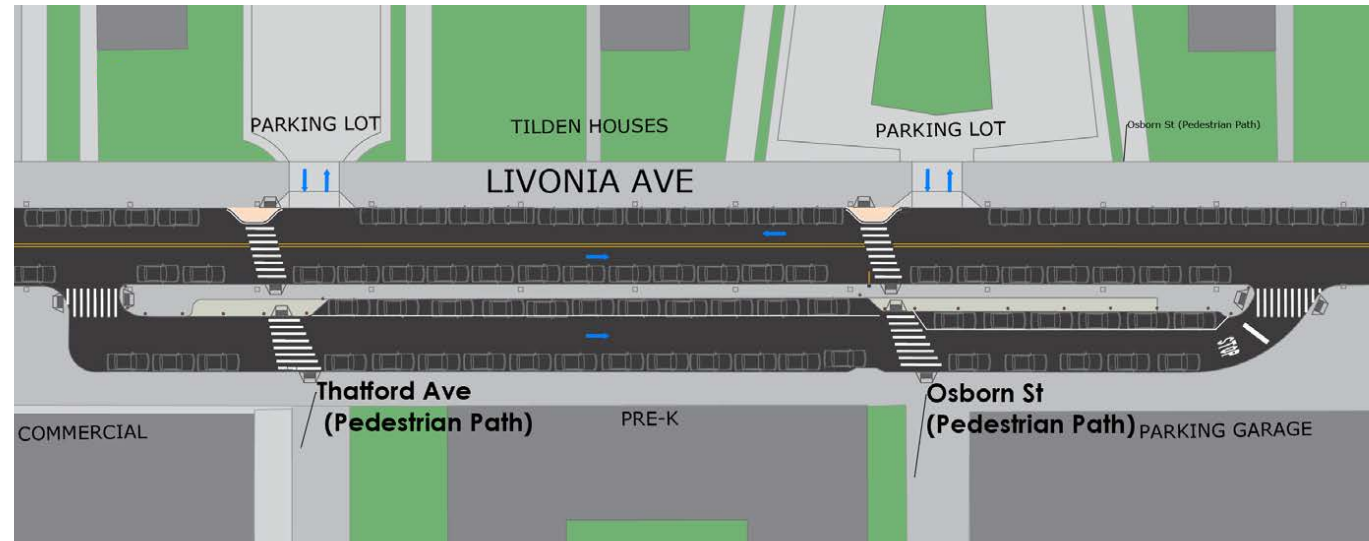 PARKING LOT
TILDEN HOUSES
PARKING LOT
Osborn St (Pedestrian Path)
LIVONIA AVE
STOP
Thatford Ave
(Pedestrian Path)
Osborn St
(Pedestrian Path)
COMMERCIAL
PRE-K
PARKING GARAGE